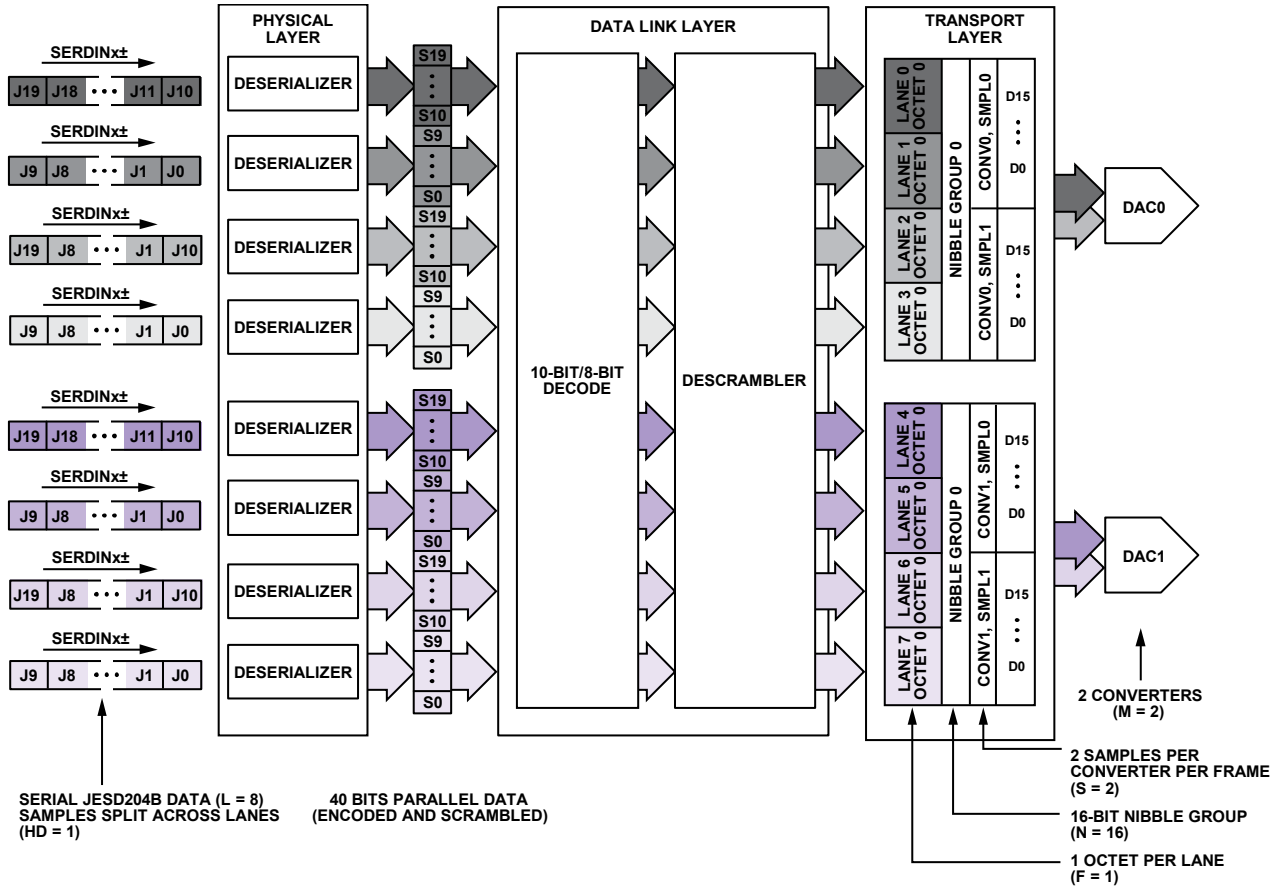 PHYSICAL
LAYER
DATA LINK LAYER
TRANSPORT
LAYER
SERDINx±
J19 J18 ••• J11 J10
DESERIALIZER
S19
S10
SERDINx±
J9 J8 ••• J1 J0
DESERIALIZER
S9
S0
SERDINx±
J19 J8 ••• J1 J10
DESERIALIZER
S19
S10
SERDINx±
J9 J8 ••• J1 J0
DESERIALIZER
S9
S0
SERDINx±
J19 J18 ••• J11 J10
DESERIALIZER
S19
S10
SERDINx±
J9 J8 ••• J1 J0
DESERIALIZER
S9
S0
SERDINx±
J19 J8 ••• J1 J10
DESERIALIZER
S19
S10
SERDINx±
J9 J8 ••• J1 J0
DESERIALIZER
S9
S0
10-BIT/8-BIT
DECODE
DESCRAMBLER
LANE 0
OCTET 0
LANE 1
OCTET 0
LANE 2
OCTET 0
LANE 3
OCTET 0
NIBBLE GROUP 0
CONV0, SMPL0
CONV0, SMPL1
D15
D0
D15
D0
DAC0
LANE 4
OCTET 0
LANE 5
OCTET 0
LANE 6
OCTET 0
LANE 7
OCTET 0
NIBBLE GROUP 0
CONV1, SMPL0
CONV1, SMPL1
D15
D0
D15
D0
DAC1
2 CONVERTERS
(M = 2)
2 SAMPLES PER
CONVERTER PER FRAME
(S = 2)
16-BIT NIBBLE GROUP
(N = 16)
1 OCTET PER LANE
(F = 1)
SERIAL JESD204B DATA (L = 8)
SAMPLES SPLIT ACROSS LANES
(HD = 1)
40 BITS PARALLEL DATA
(ENCODED AND SCRAMBLED)